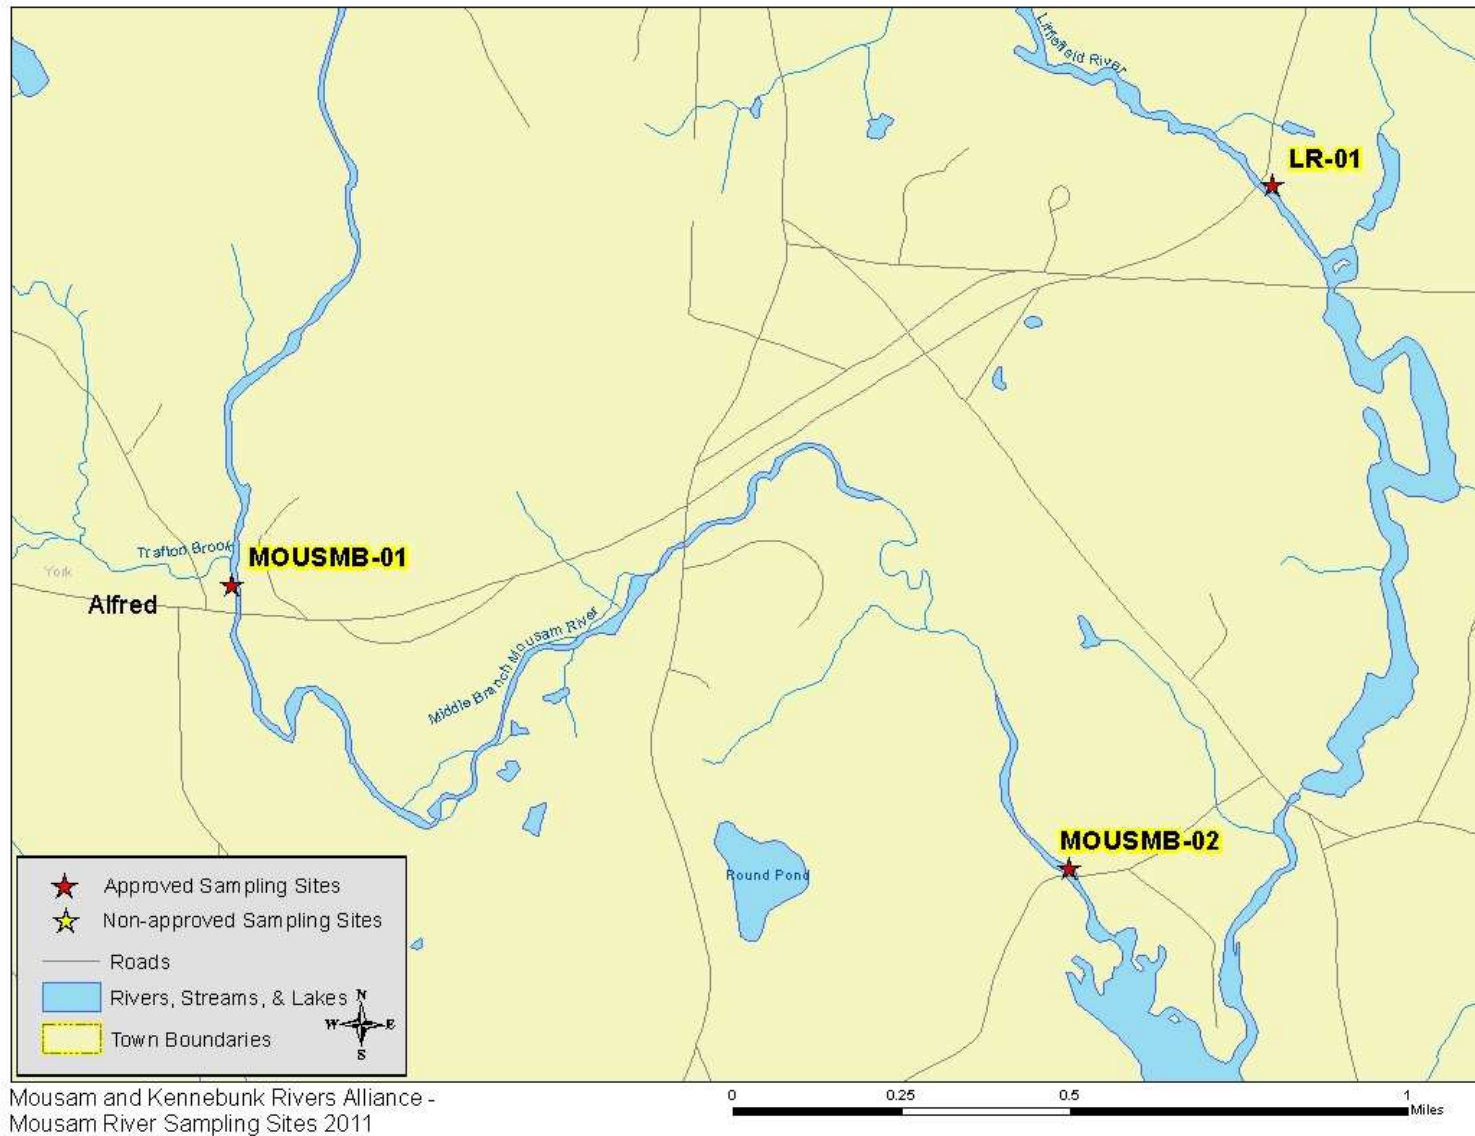 Littlefield River
LR-01
Trafton Brook
MOUSMB-01
York
Alfred
Middle Branch Mousam River
MOUSMB-02
Round Pond
Approved Sampling Sites
Non-approved Sampling Sites
Roads
Rivers, Streams, & Lakes
Town Boundaries
N
W E
S
Mousam and Kennebunk Rivers Alliance -
Mousam River Sampling Sites 2011
0 0.25 0.5 1
Miles